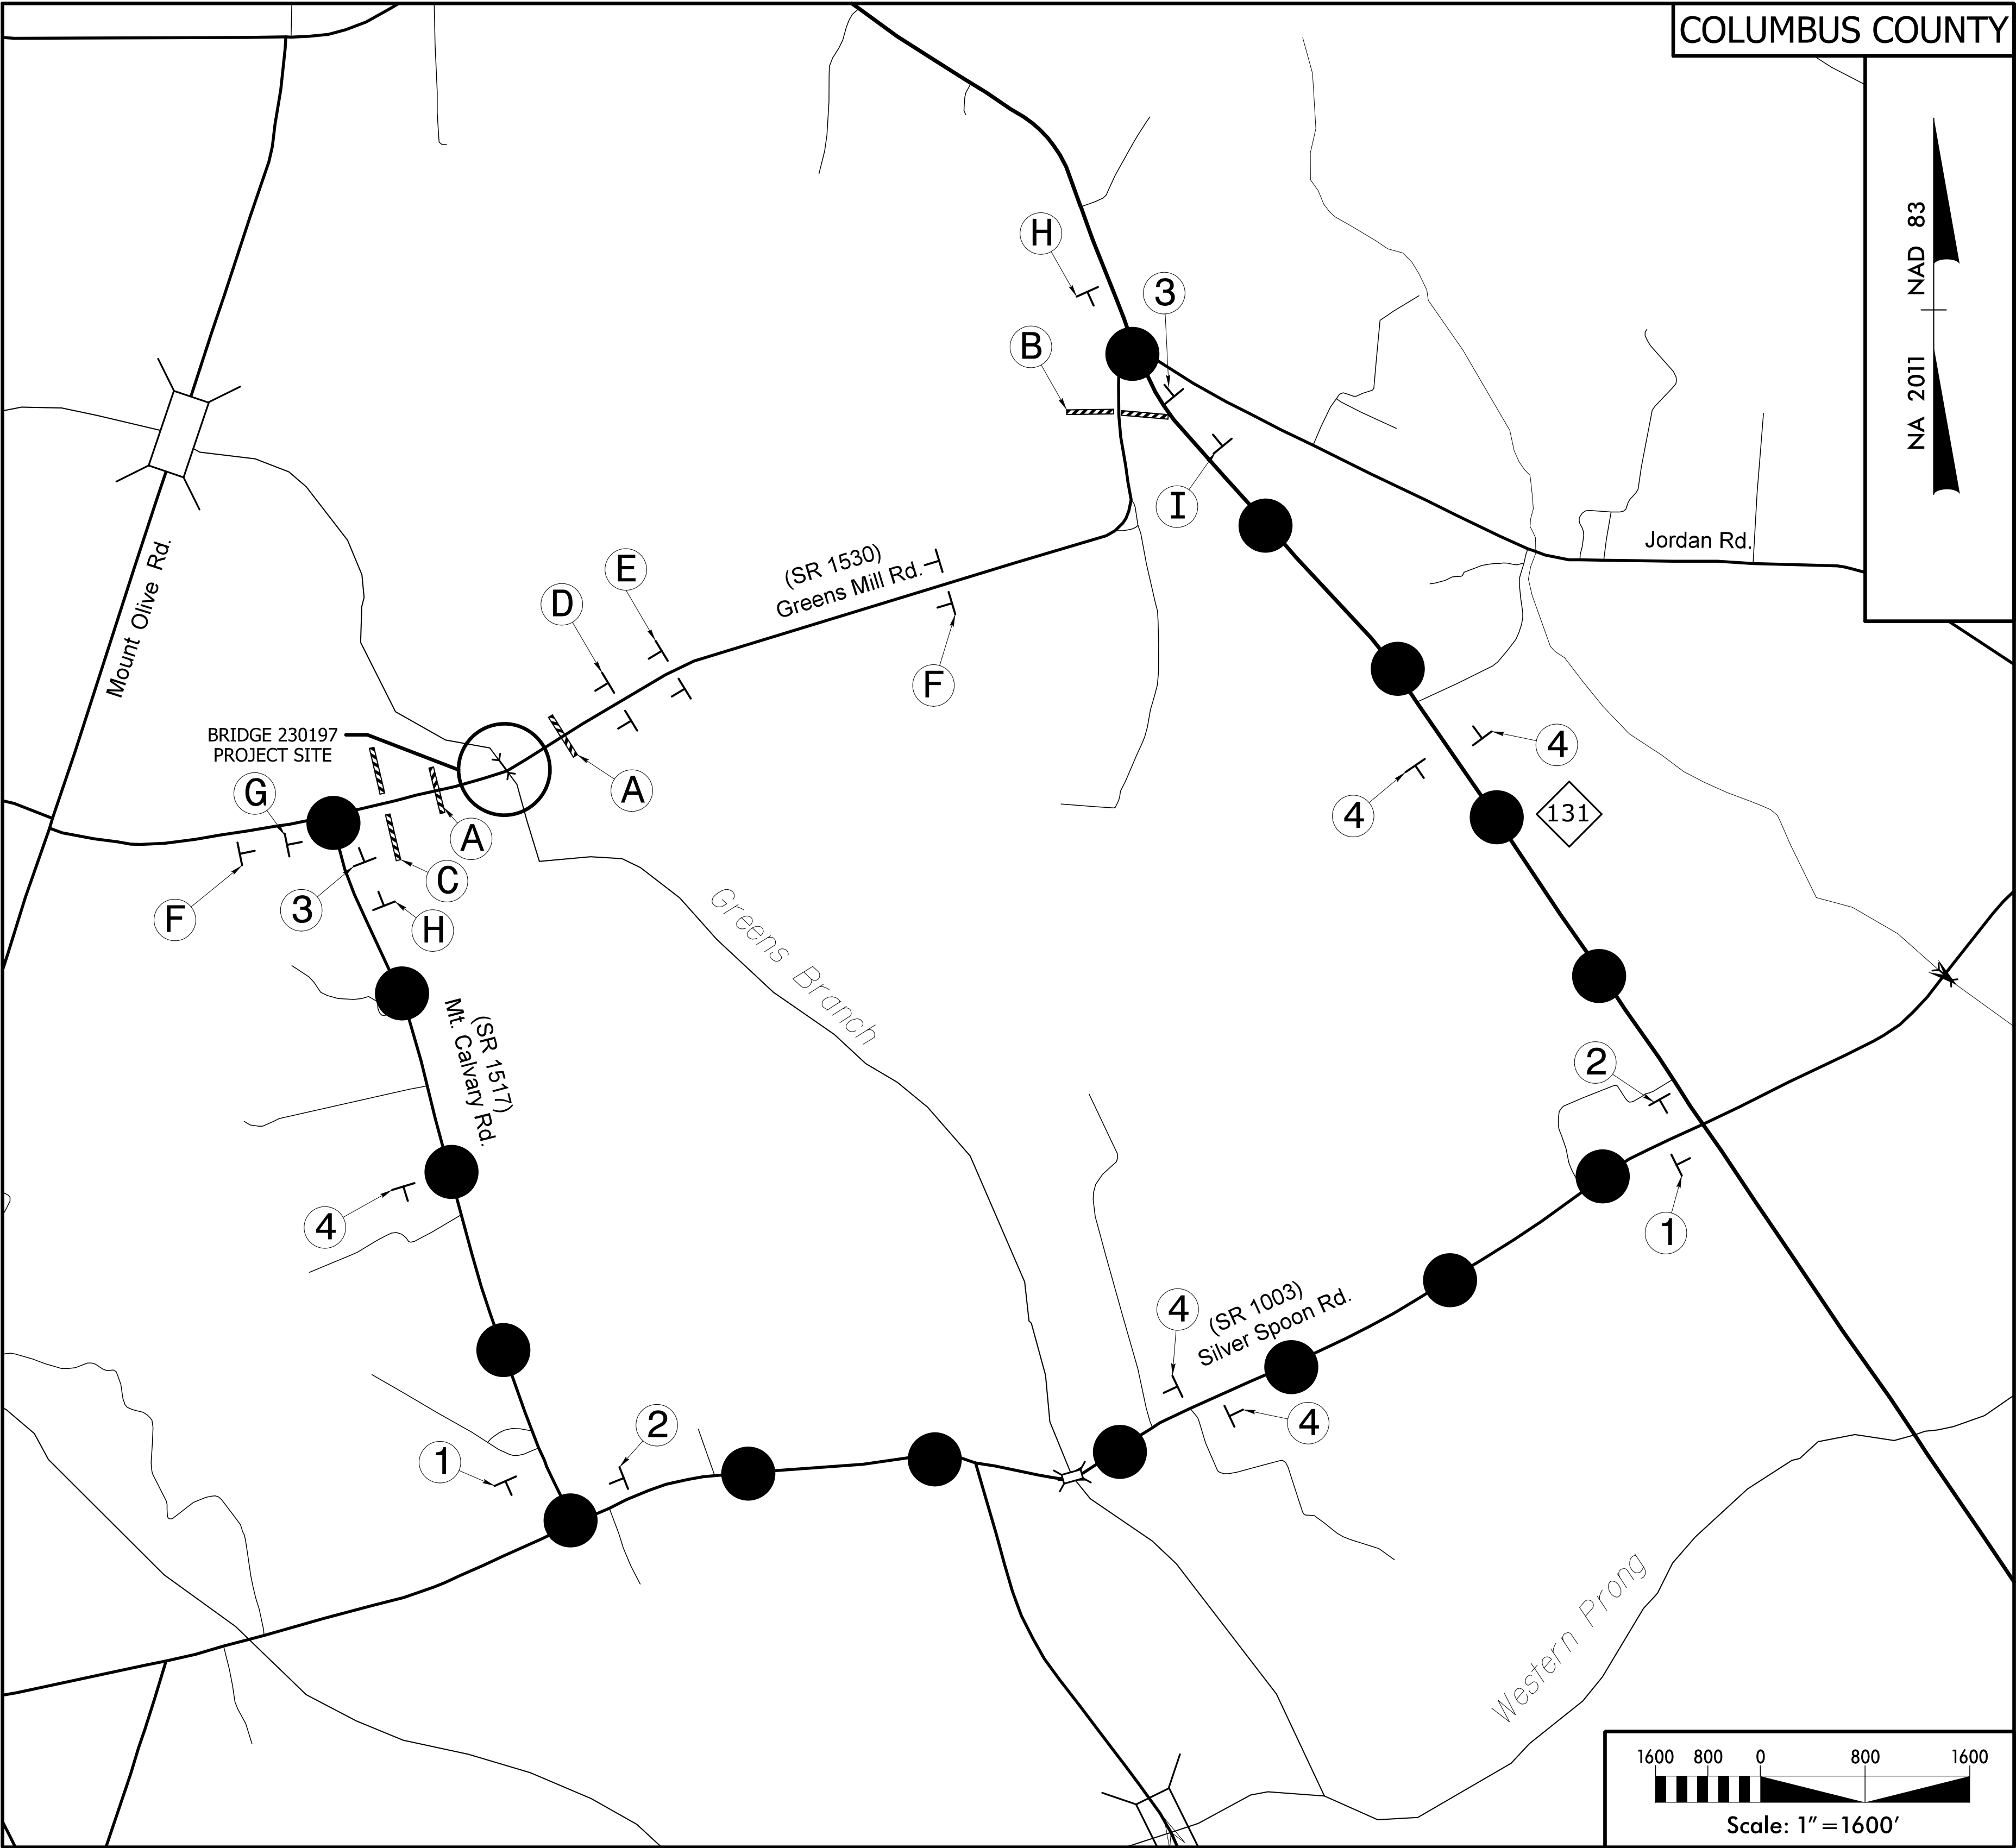 COLUMBUS COUNTY
NA 2011 NAD 83
H
3
B
I
Jordan Rd.
(SR 1530)
Greens Mill Rd.
E
D
F
Mount Olive Rd.
BRIDGE 230197
PROJECT SITE
4
4
131
G
A
A
C
3
F
H
Greens Branch
(SR 1517)
Mt. Calvary Rd.
2
4
1
4
(SR 1003)
Silver Spoon Rd.
4
2
1
Western Prong
1600 800 0 800 1600
Scale: 1"=1600'